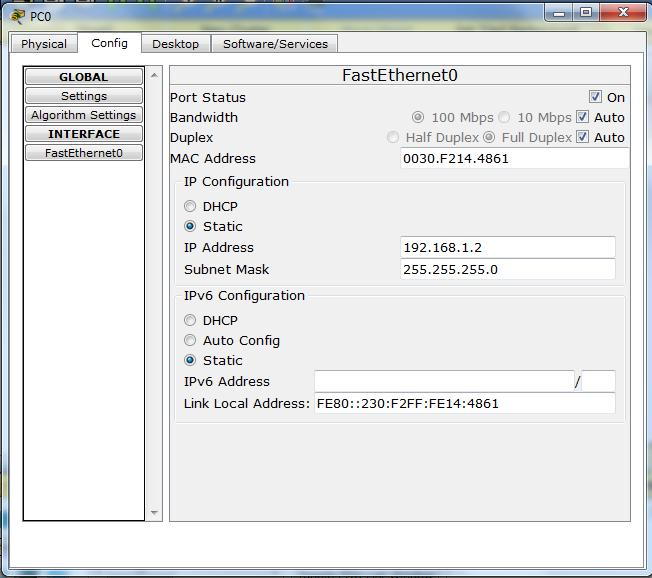 PC0
Physical Config Desktop Software/Services
GLOBAL
Settings
Algorithm Settings
INTERFACE
FastEthernet0
FastEthernet0
Port Status On
Bandwidth 100 Mbps 10 Mbps Auto
Duplex Half Duplex Full Duplex Auto
MAC Address 0030.F214.4861
IP Configuration
DHCP
Static
IP Address 192.168.1.2
Subnet Mask 255.255.255.0
IPv6 Configuration
DHCP
Auto Config
Static
IPv6 Address /
Link Local Address: FE80::230:F2FF:FE14:4861